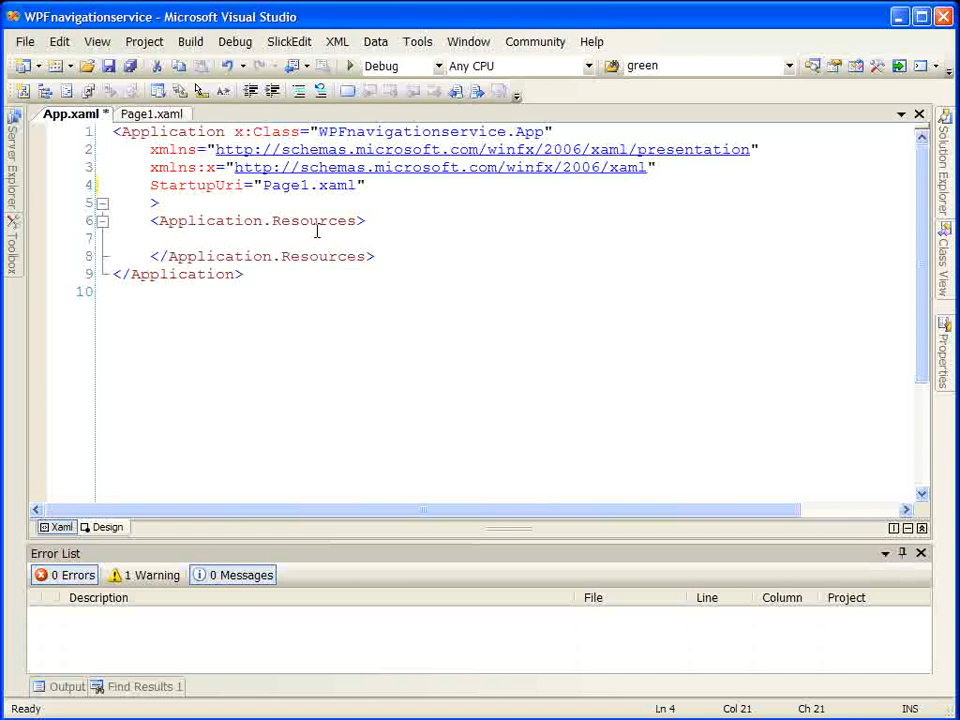 WPFnavigationservice - Microsoft Visual Studio
File Edit View Project Build Debug SlickEdit XML Data Tools Window Community Help
Debug Any CPU green
App.xaml * Page1.xaml
1 <Application x:Class="WPFnavigationservice.App"
2 xmlns="http://schemas.microsoft.com/winfx/2006/xaml/presentation"
3 xmlns:x="http://schemas.microsoft.com/winfx/2006/xaml"
4 StartupUri="Page1.xaml"
5 >
6 <Application.Resources>
7
8 </Application.Resources>
9 </Application>
10
Server Explorer
Toolbox
Solution Explorer
Class View
Properties
Xaml Design
Error List
0 Errors 1 Warning 0 Messages
Description File Line Column Project
Output Find Results 1
Ready Ln 4 Col 21 Ch 21 INS